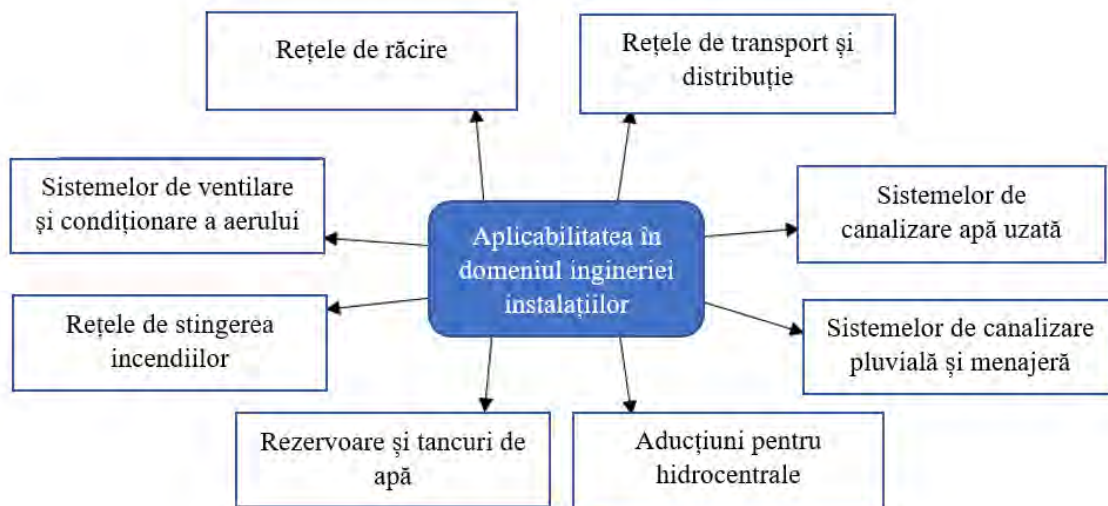 Rețele de răcire
Rețele de transport și
distribuție
Sistemelor de ventilare
și condiționare a aerului
Aplicabilitatea în
domeniul ingineriei
instalațiilor
Sistemelor de
canalizare apă uzată
Rețele de stingerea
incendiilor
Sistemelor de canalizare
pluvială și menajeră
Rezervoare și tancuri de
apă
Aducțiuni pentru
hidrocentrale